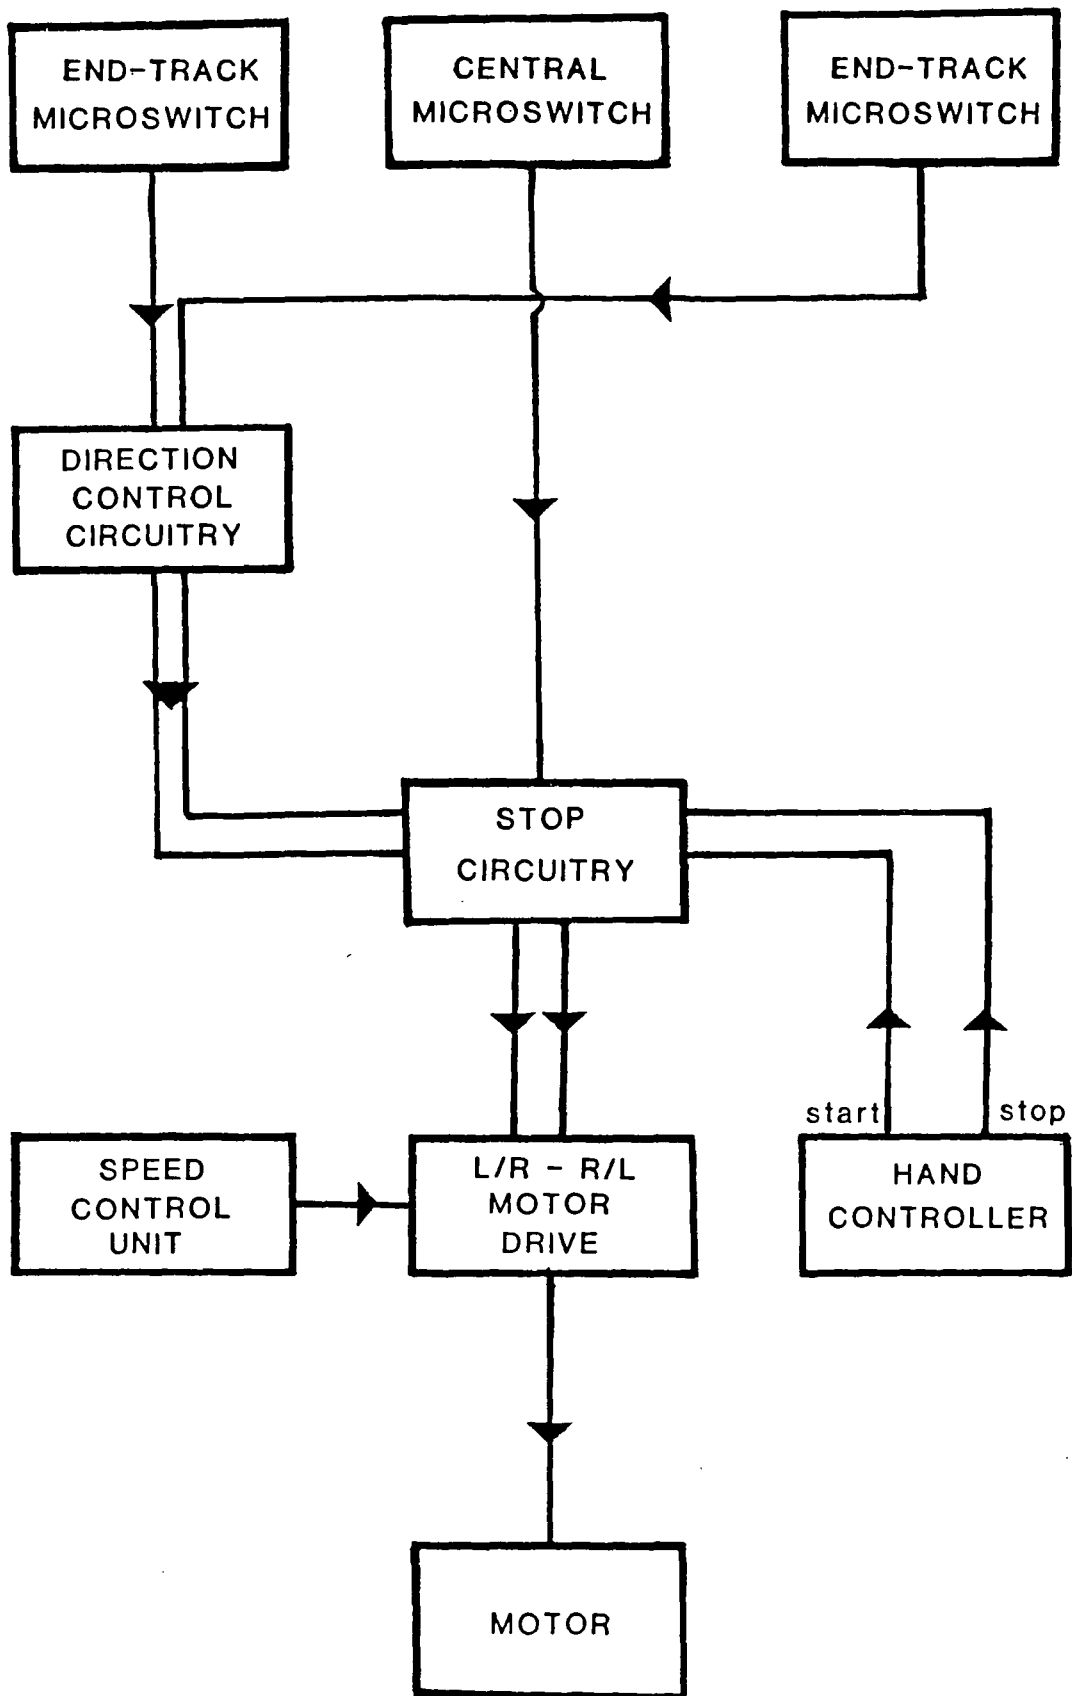 END-TRACK
MICROSWITCH
CENTRAL
MICROSWITCH
END-TRACK
MICROSWITCH
DIRECTION
CONTROL
CIRCUITRY
STOP
CIRCUITRY
start
stop
SPEED
CONTROL
UNIT
L/R - R/L
MOTOR
DRIVE
HAND
CONTROLLER
MOTOR